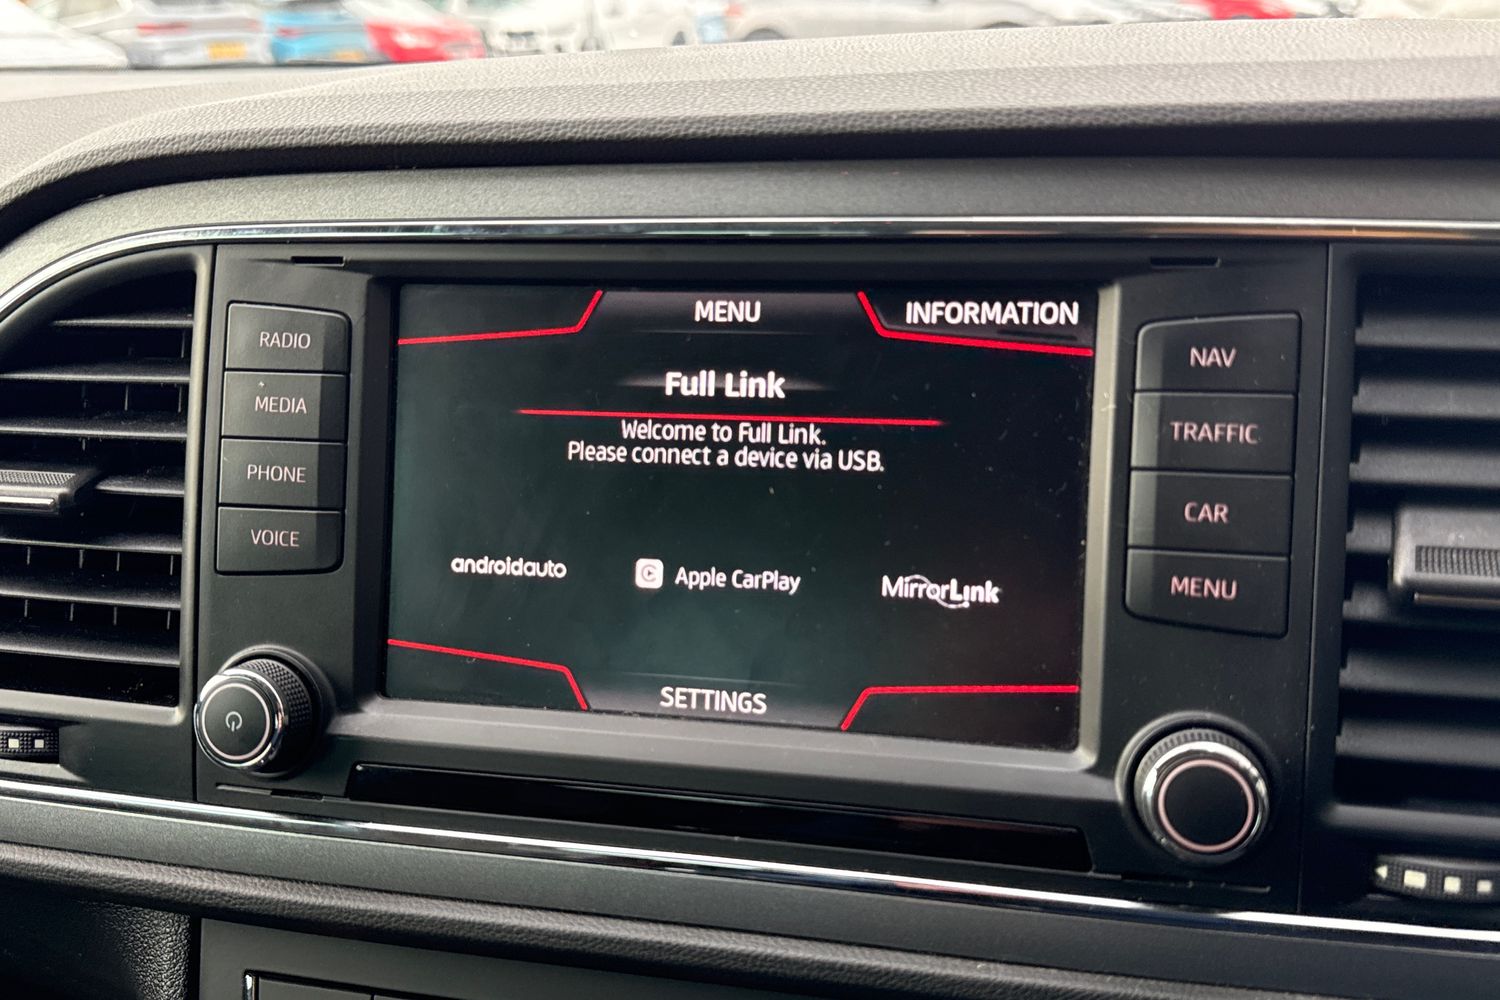 RADIO
MEDIA
PHONE
VOICE
MENU
INFORMATION
Full Link
Welcome to Full Link.
Please connect a device via USB.
androidauto
Apple CarPlay
MirrorLink
SETTINGS
NAV
TRAFFIC
CAR
MENU